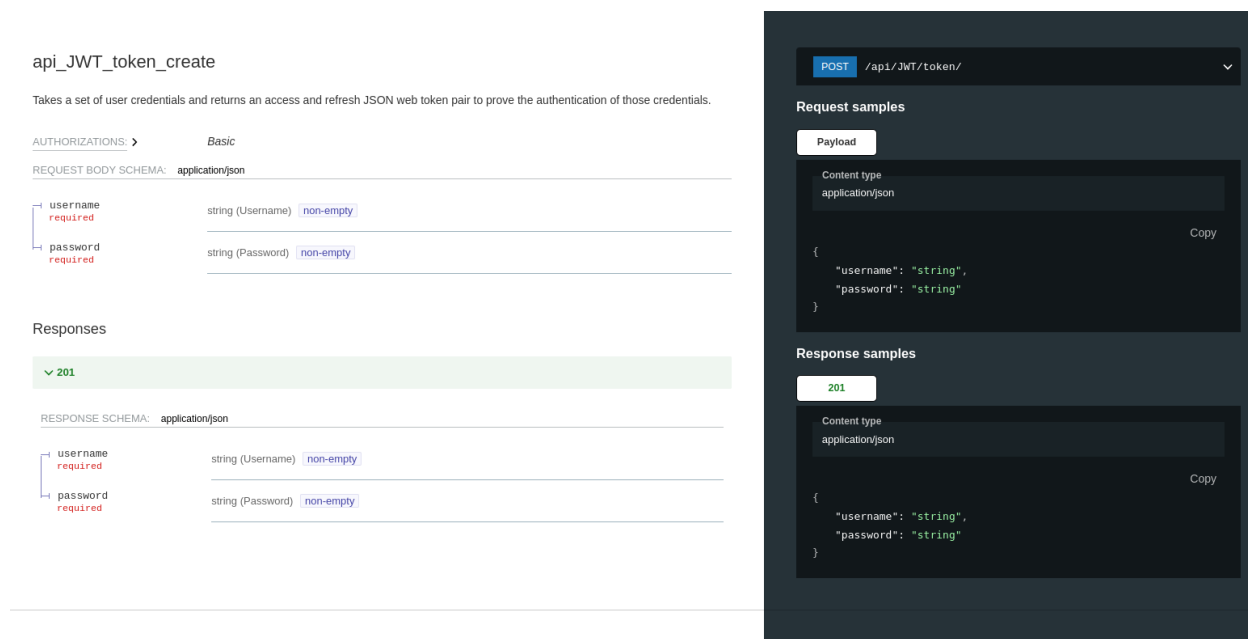 api_JWT_token_create
Takes a set of user credentials and returns an access and refresh JSON web token pair to prove the authentication of those credentials.
AUTHORIZATIONS: Basic
REQUEST BODY SCHEMA: application/json
username
required
string (Username) non-empty
password
required
string (Password) non-empty
Responses
201
RESPONSE SCHEMA: application/json
username
required
string (Username) non-empty
password
required
string (Password) non-empty
POST /api/JWT/token/
Request samples
Payload
Content type
application/json
Copy
{
"username": "string",
"password": "string"
}
Response samples
201
Content type
application/json
Copy
{
"username": "string",
"password": "string"
}